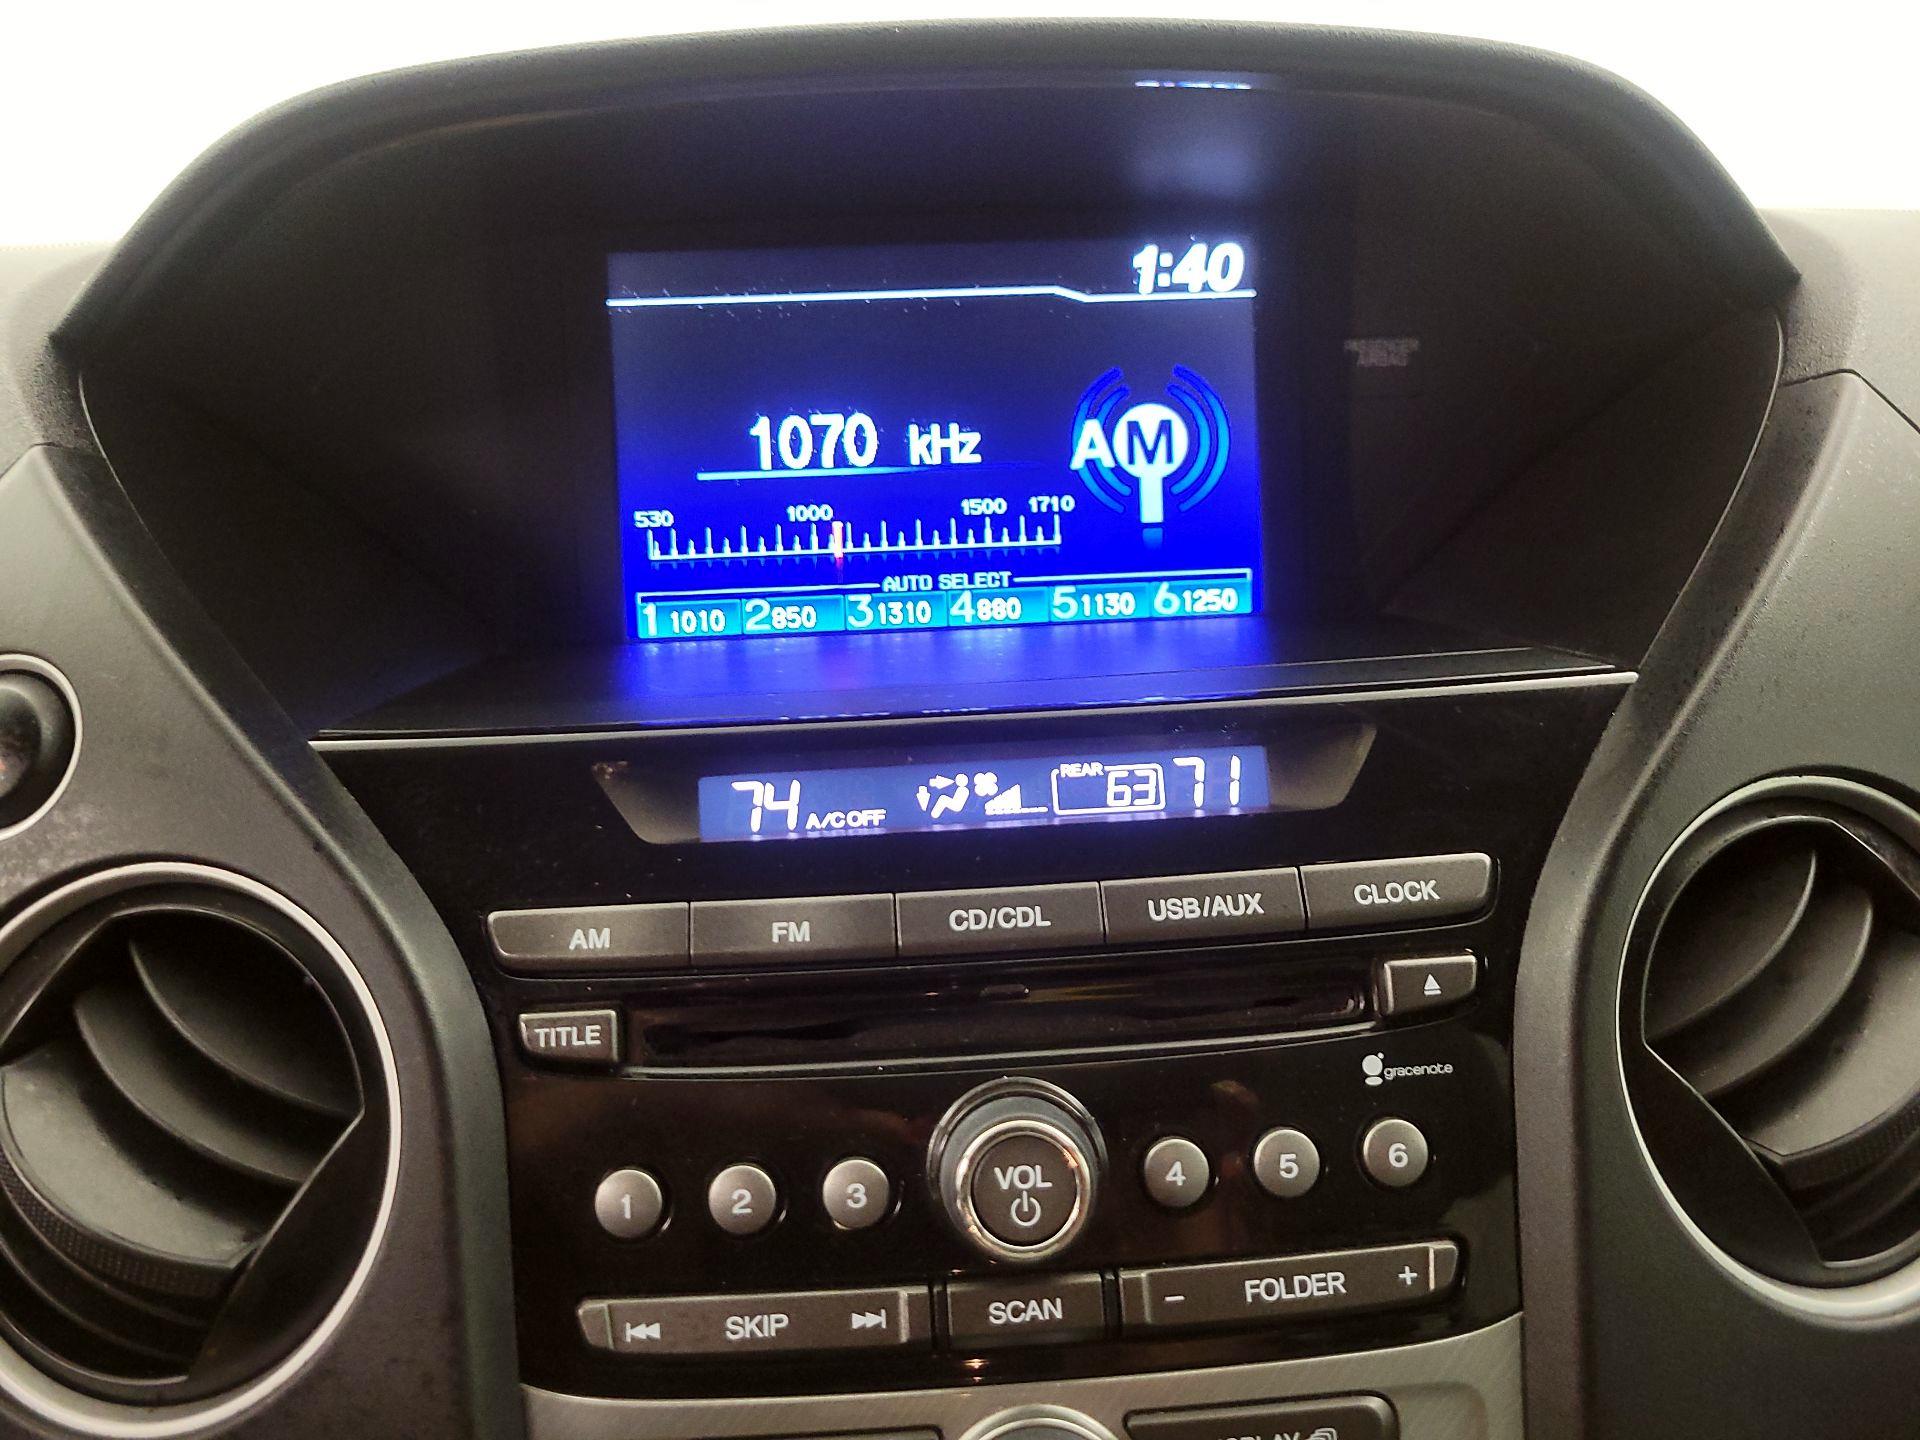 1:40
PASSENGER
AIRBAG
1070 kHz
AM
530 1000 1500 1710
AUTO SELECT
1 1010 2 850 3 1310 4 880 5 1130 6 1250
74 A/C OFF REAR 63 71
AM FM CD/CDL USB/AUX CLOCK
TITLE
gracenote
1 2 3 VOL 4 5 6
SKIP SCAN - FOLDER +